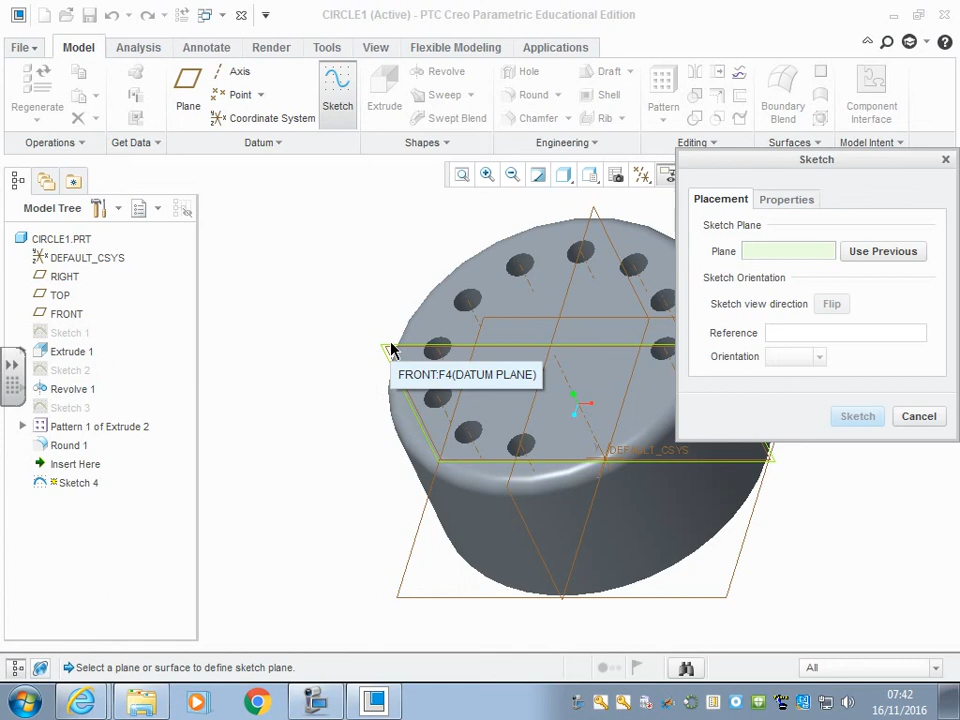 CIRCLE1 (Active) - PTC Creo Parametric Educational Edition
File Model Analysis Annotate Render Tools View Flexible Modeling Applications
Regenerate
Operations
Get Data
Plane
Axis
Point
Coordinate System
Sketch
Datum
Extrude
Revolve
Sweep
Swept Blend
Shapes
Hole
Round
Chamfer
Draft
Shell
Rib
Engineering
Pattern
Editing
Boundary
Blend
Surfaces
Component
Interface
Model Intent
Model Tree
CIRCLE1.PRT
DEFAULT_CSYS
RIGHT
TOP
FRONT
Sketch 1
Extrude 1
Sketch 2
Revolve 1
Sketch 3
Pattern 1 of Extrude 2
Round 1
Insert Here
Sketch 4
FRONT:F4(DATUM PLANE)
DEFAULT_CSYS
Sketch
Placement Properties
Sketch Plane
Plane Use Previous
Sketch Orientation
Sketch view direction Flip
Reference
Orientation
Sketch Cancel
Select a plane or surface to define sketch plane.
All
07:42
16/11/2016